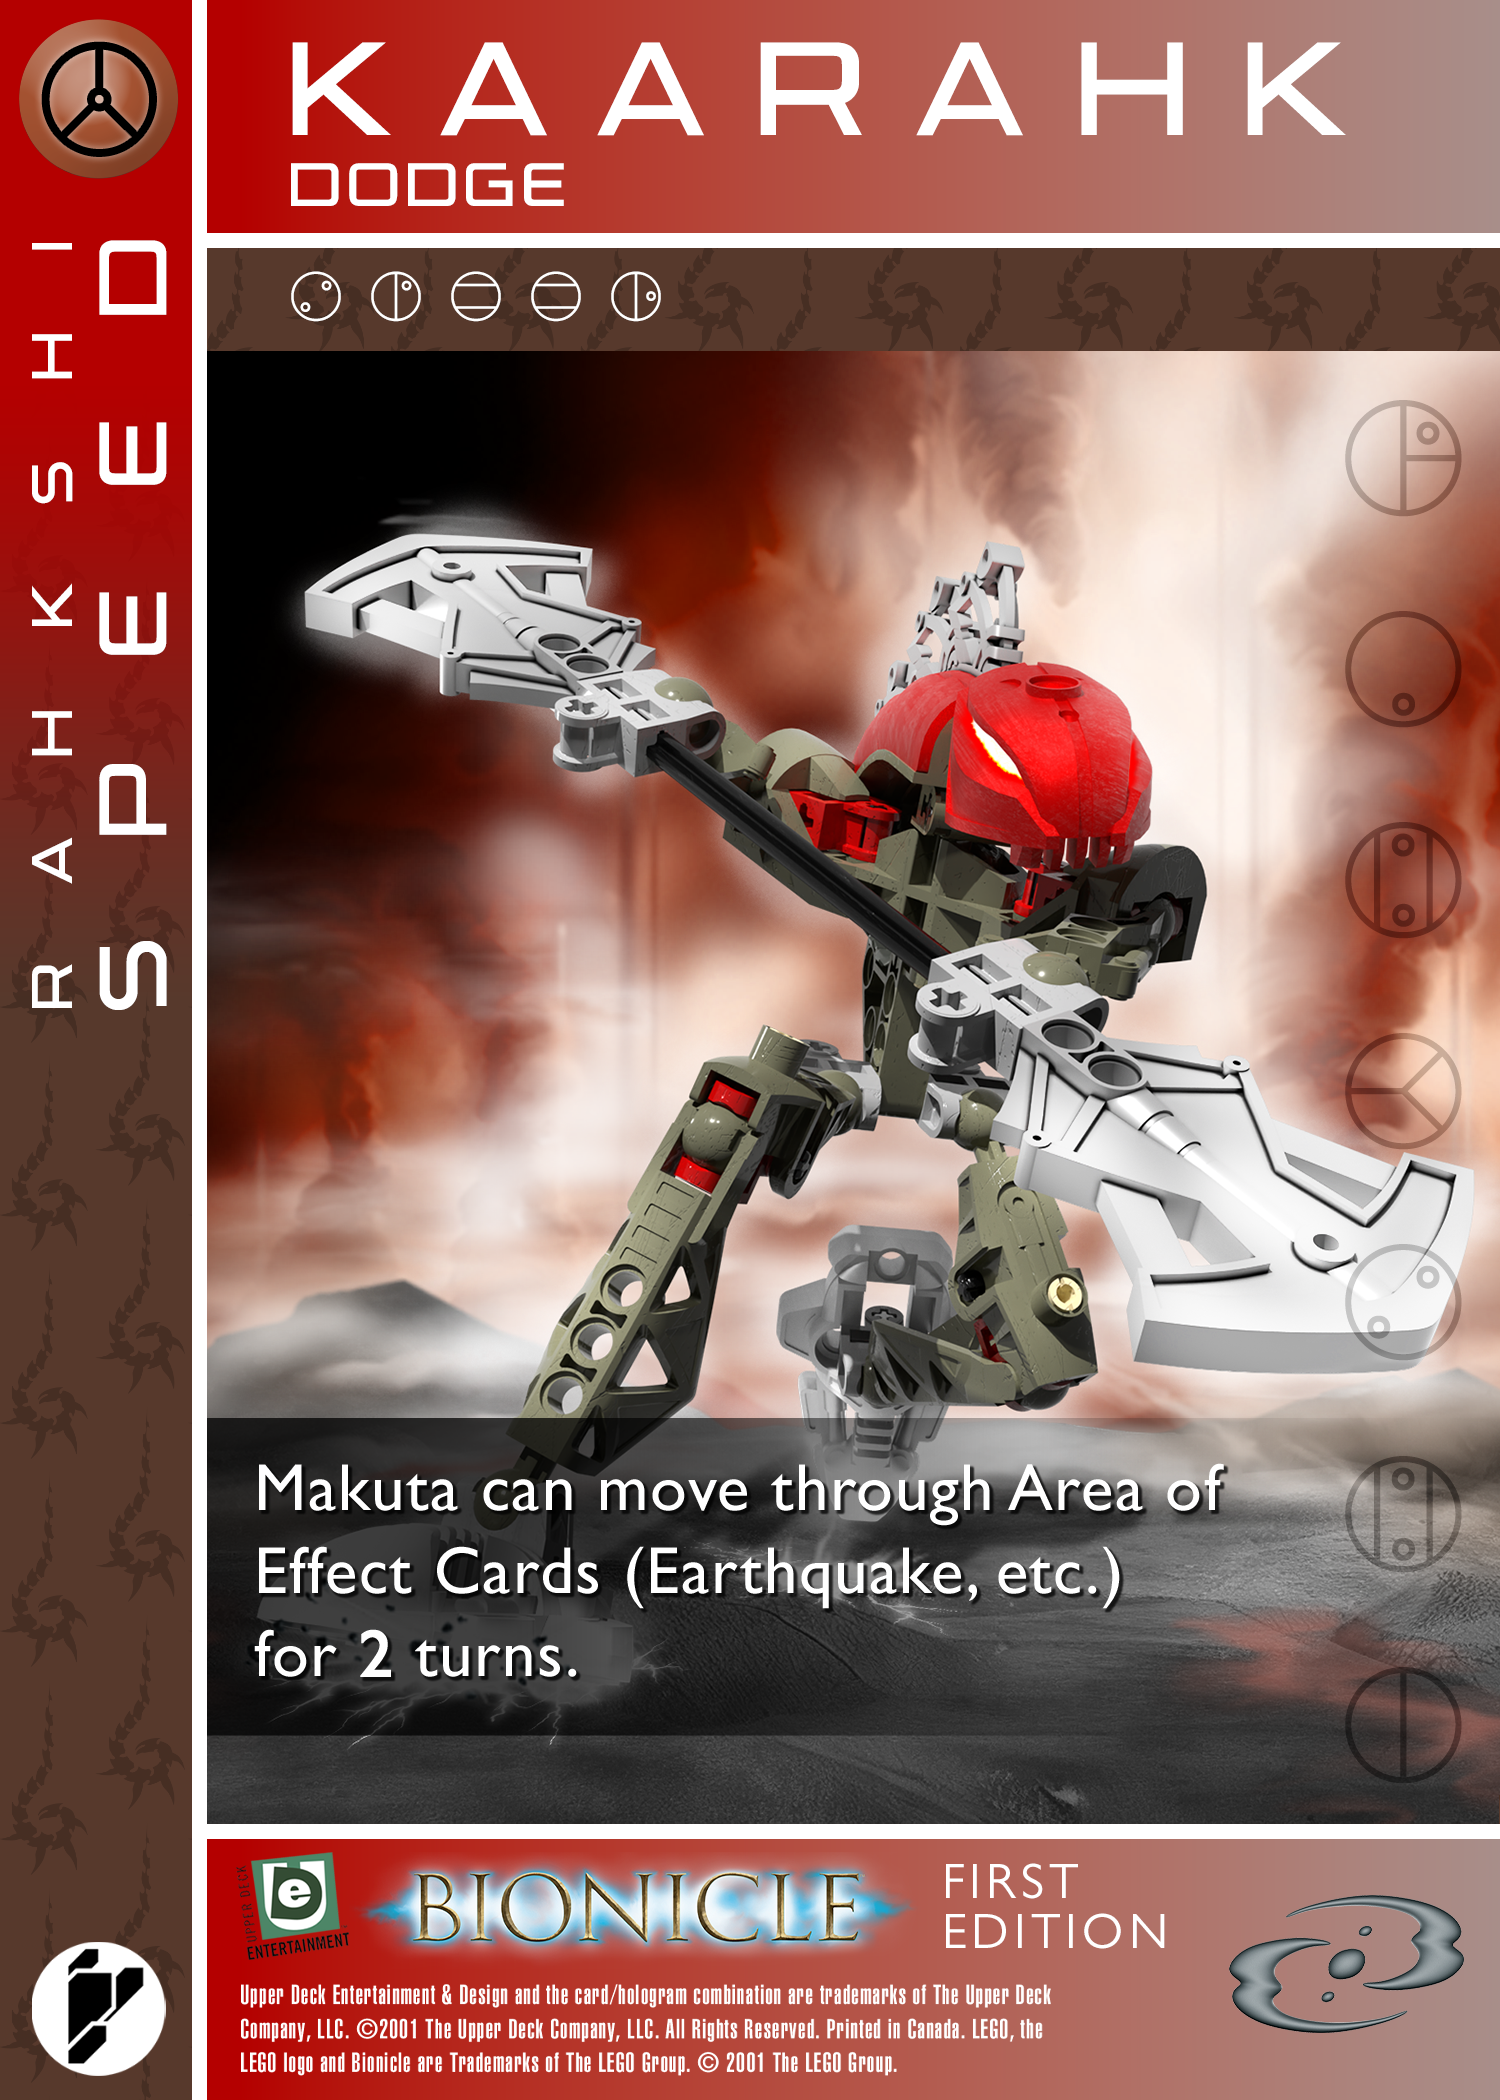 KAARAHK
DODGE
RAHKSHI
SPEED
Makuta can move through Area of
Effect Cards (Earthquake, etc.)
for 2 turns.
e
UPPER DECK
ENTERTAINMENT
BIONICLE
FIRST
EDITION
Upper Deck Entertainment & Design and the card/hologram combination are trademarks of The Upper Deck
Company, LLC. ©2001 The Upper Deck Company, LLC. All Rights Reserved. Printed in Canada. LEGO, the
LEGO logo and Bionicle are Trademarks of The LEGO Group. © 2001 The LEGO Group.